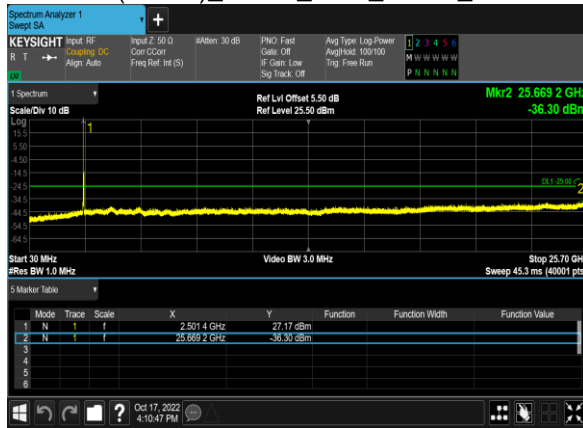 Spectrum Analyzer 1
Swept SA
KEYSIGHT Input: RF Input Z: 50 Ω #Atten: 30 dB PNO: Fast Avg Type: Log-Power 1 2 3 4 5 6
R T Coupling: DC Corr CCorr Gate: Off Avg|Hold: 100/100 M W W W W W
Align: Auto Freq Ref: Int (S) IF Gain: Low Trig: Free Run
LXI Sig Track: Off P N N N N N
1 Spectrum Ref Lvl Offset 5.50 dB Mkr2 25.669 2 GHz
Scale/Div 10 dB Ref Level 25.50 dBm -36.30 dBm
Log
15.5
5.50
-4.50
-14.5
-24.5
-34.5
-44.5
-54.5
-64.5
1
DL1 -25.00
2
Start 30 MHz Video BW 3.0 MHz Stop 25.70 GH
#Res BW 1.0 MHz Sweep 45.3 ms (40001 pts
5 Marker Table
Mode Trace Scale X Y Function Function Width Function Value
1 N 1 f 2.501 4 GHz 27.17 dBm
2 N 1 f 25.669 2 GHz -36.30 dBm
3
4
5
6
? Oct 17, 2022
4:10:47 PM